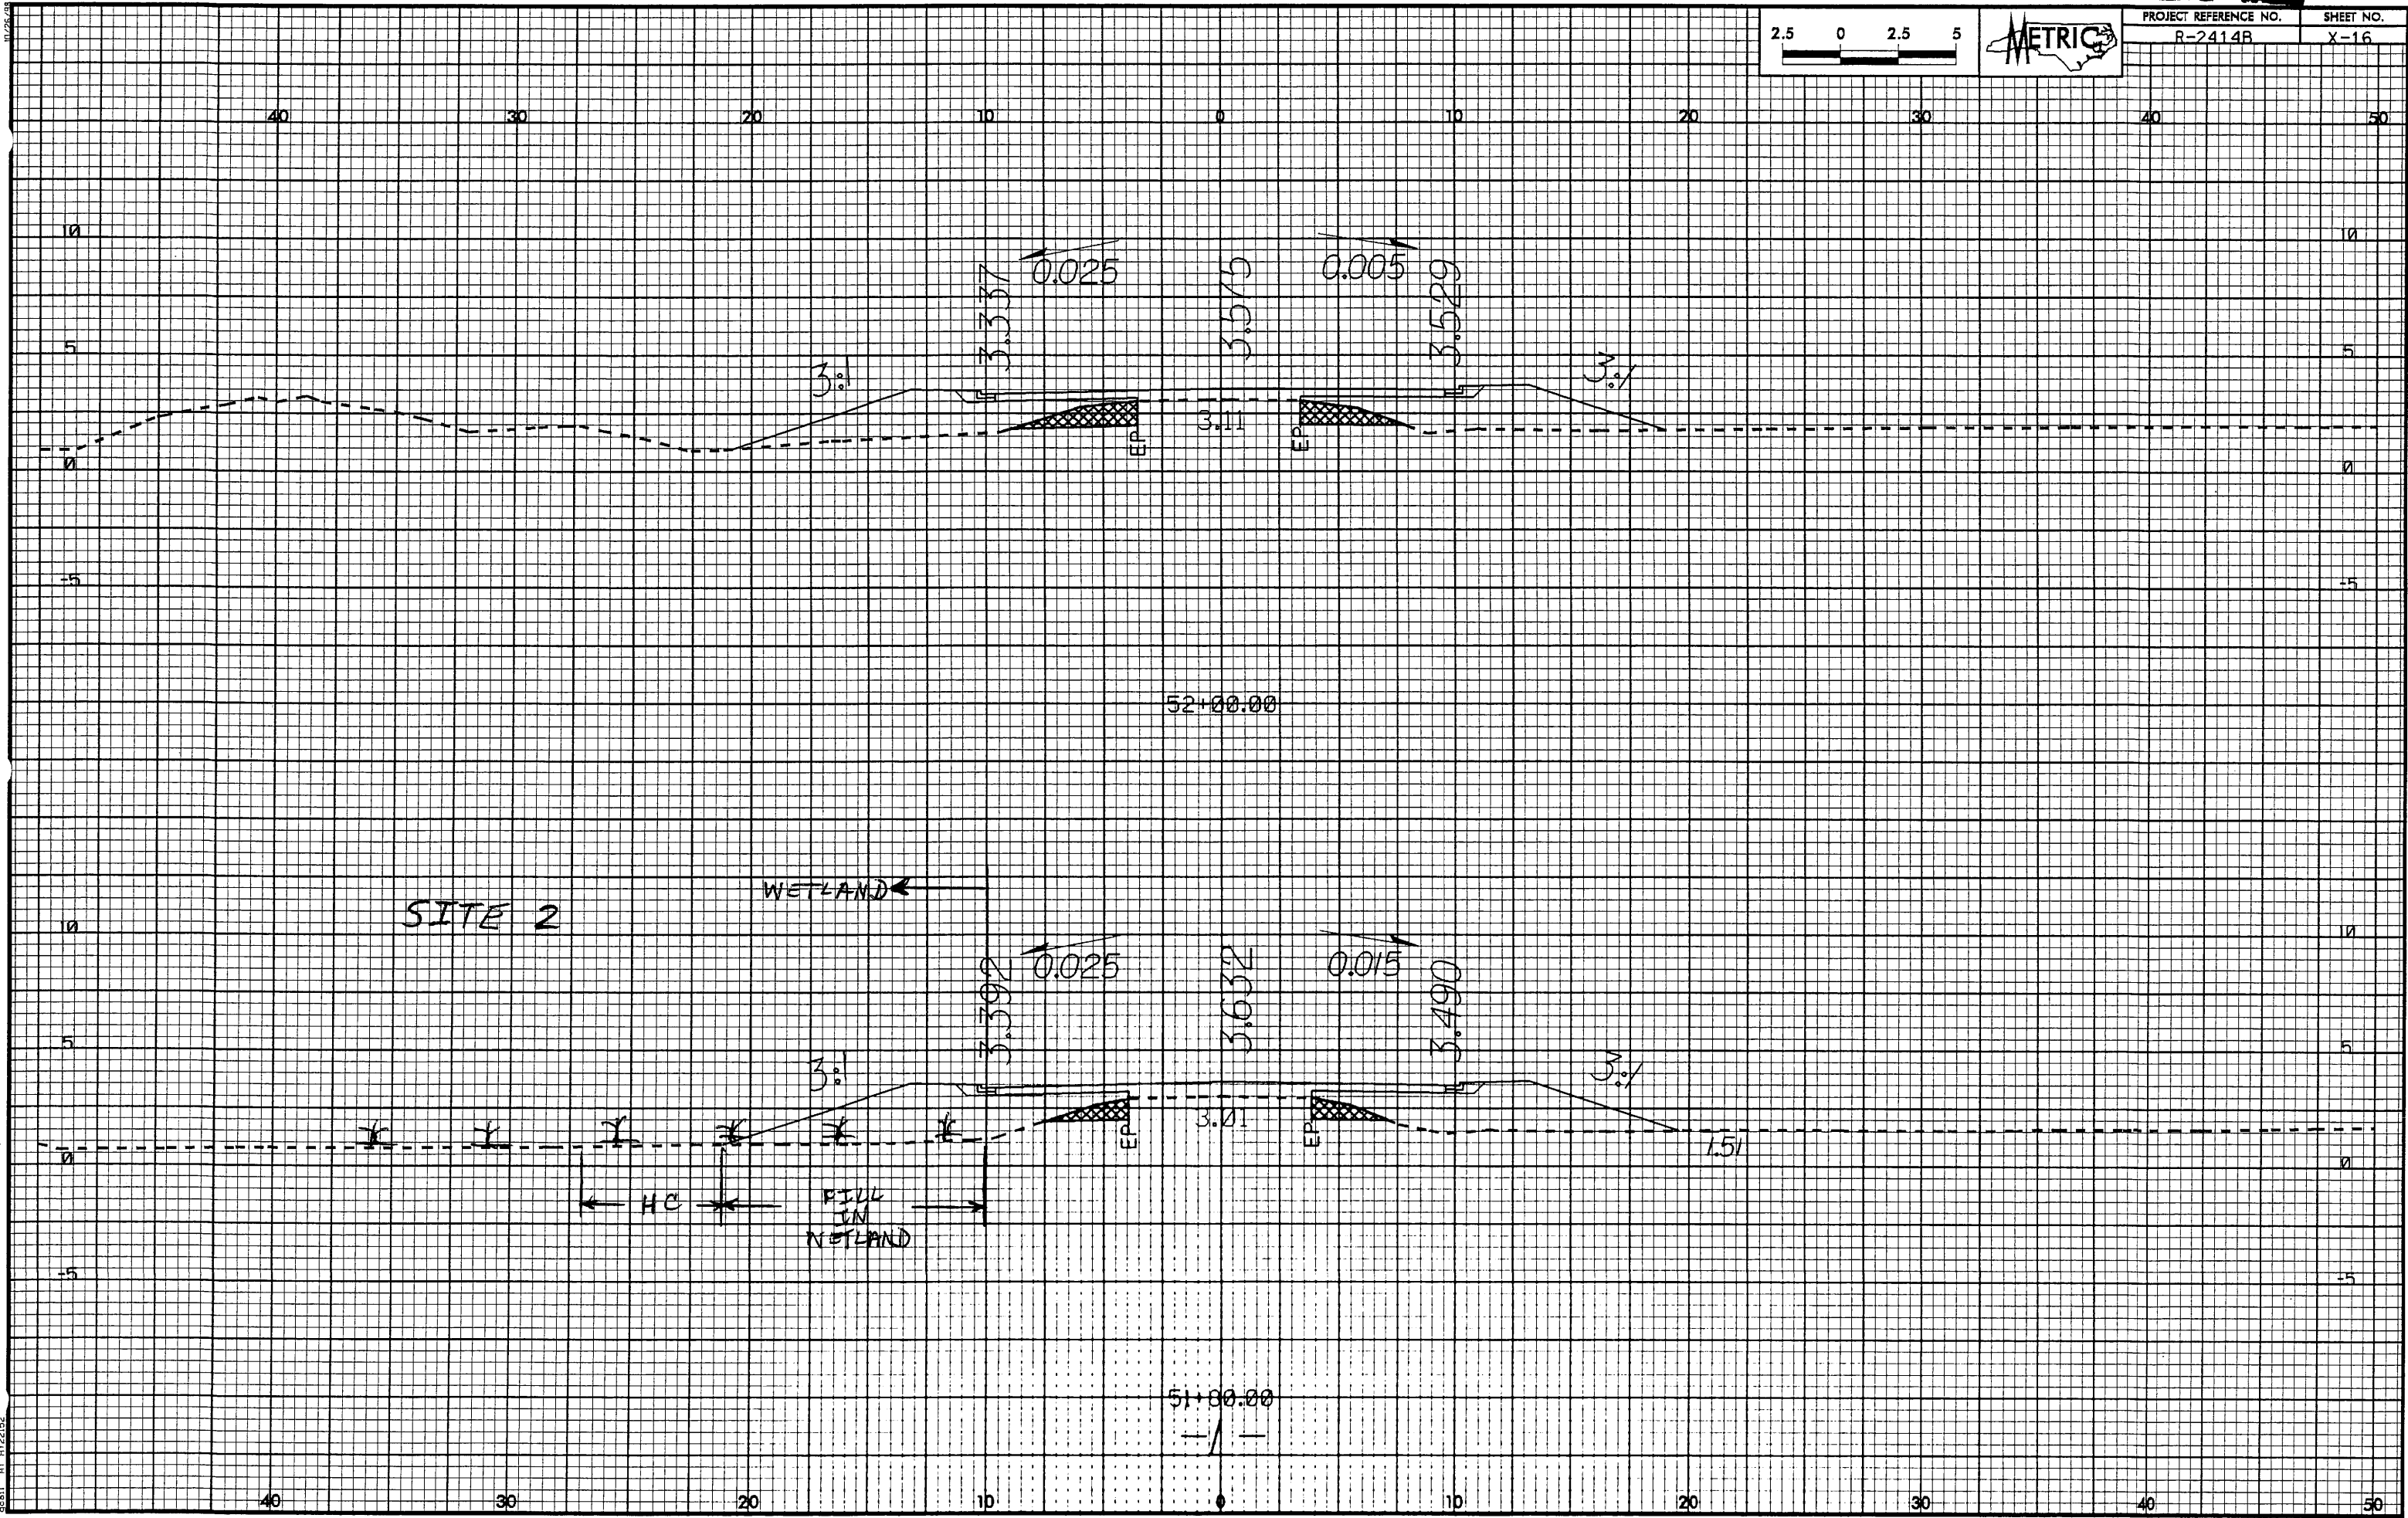 PROJECT REFERENCE NO. SHEET NO.
R-2414B X-16
2.5 0 2.5 5
METRIC
40 30 20 10 0 10 20 30 40 50
10 10
0.025 0.005
3.337 3.575 3.529
5 5
3:1 3:1
3.11
EP EP
0 0
-5 -5
52+00.00
WETLAND
SITE 2
10 10
0.025 0.015
3.392 3.632 3.490
5 5
3:1 3:1
3.01
EP EP
1.51
0 0
HC
FILL
IN
WETLAND
-5 -5
51+80.00
-1-
40 30 20 10 0 10 20 30 40 50